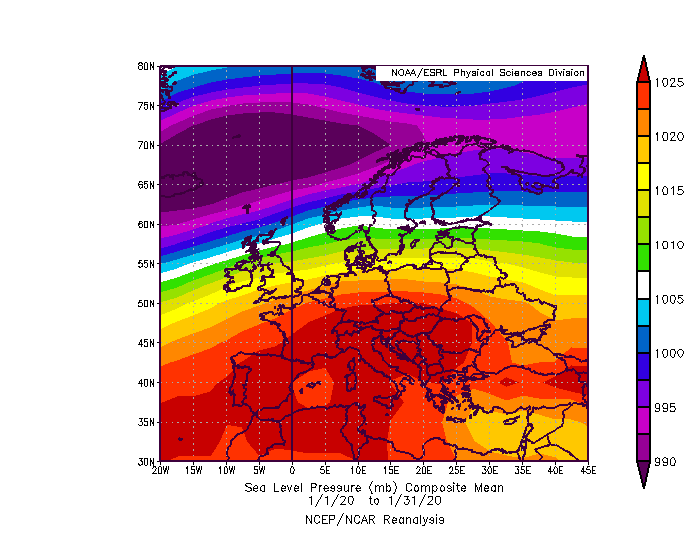 NOAA/ESRL Physical Sciences Division
80N
75N
70N
65N
60N
55N
50N
45N
40N
35N
30N
20W 15W 10W 5W 0 5E 10E 15E 20E 25E 30E 35E 40E 45E
1025
1020
1015
1010
1005
1000
995
990
Sea Level Pressure (mb) Composite Mean
1/1/20 to 1/31/20
NCEP/NCAR Reanalysis